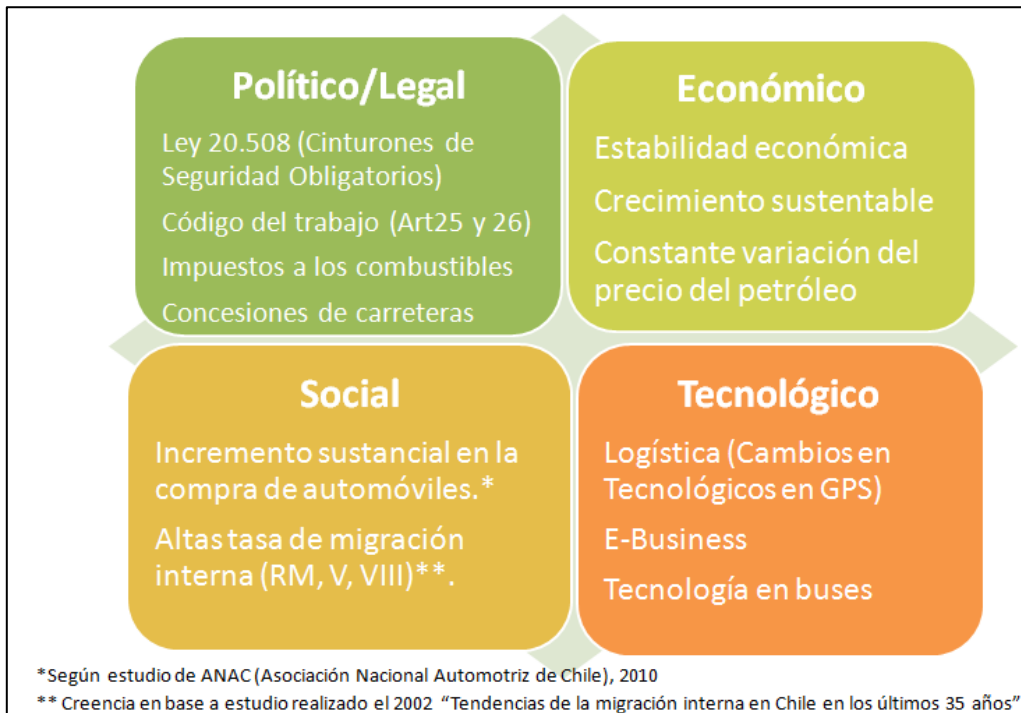 Político/Legal
Ley 20.508 (Cinturones de
Seguridad Obligatorios)
Código del trabajo (Art25 y 26)
Impuestos a los combustibles
Concesiones de carreteras
Económico
Estabilidad económica
Crecimiento sustentable
Constante variación del
precio del petróleo
Social
Incremento sustancial en la
compra de automóviles.*
Altas tasa de migración
interna (RM, V, VIII)**.
Tecnológico
Logística (Cambios en
Tecnológicos en GPS)
E-Business
Tecnología en buses
*Según estudio de ANAC (Asociación Nacional Automotriz de Chile), 2010
** Creencia en base a estudio realizado el 2002 “Tendencias de la migración interna en Chile en los últimos 35 años”